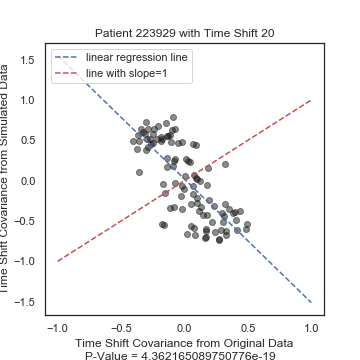 Patient 223929 with Time Shift 20
linear regression line
line with slope=1
Time Shift Covariance from Simulated Data
1.5
1.0
0.5
0.0
−0.5
−1.0
−1.5
−1.0 −0.5 0.0 0.5 1.0
Time Shift Covariance from Original Data
P-Value = 4.362165089750776e-19